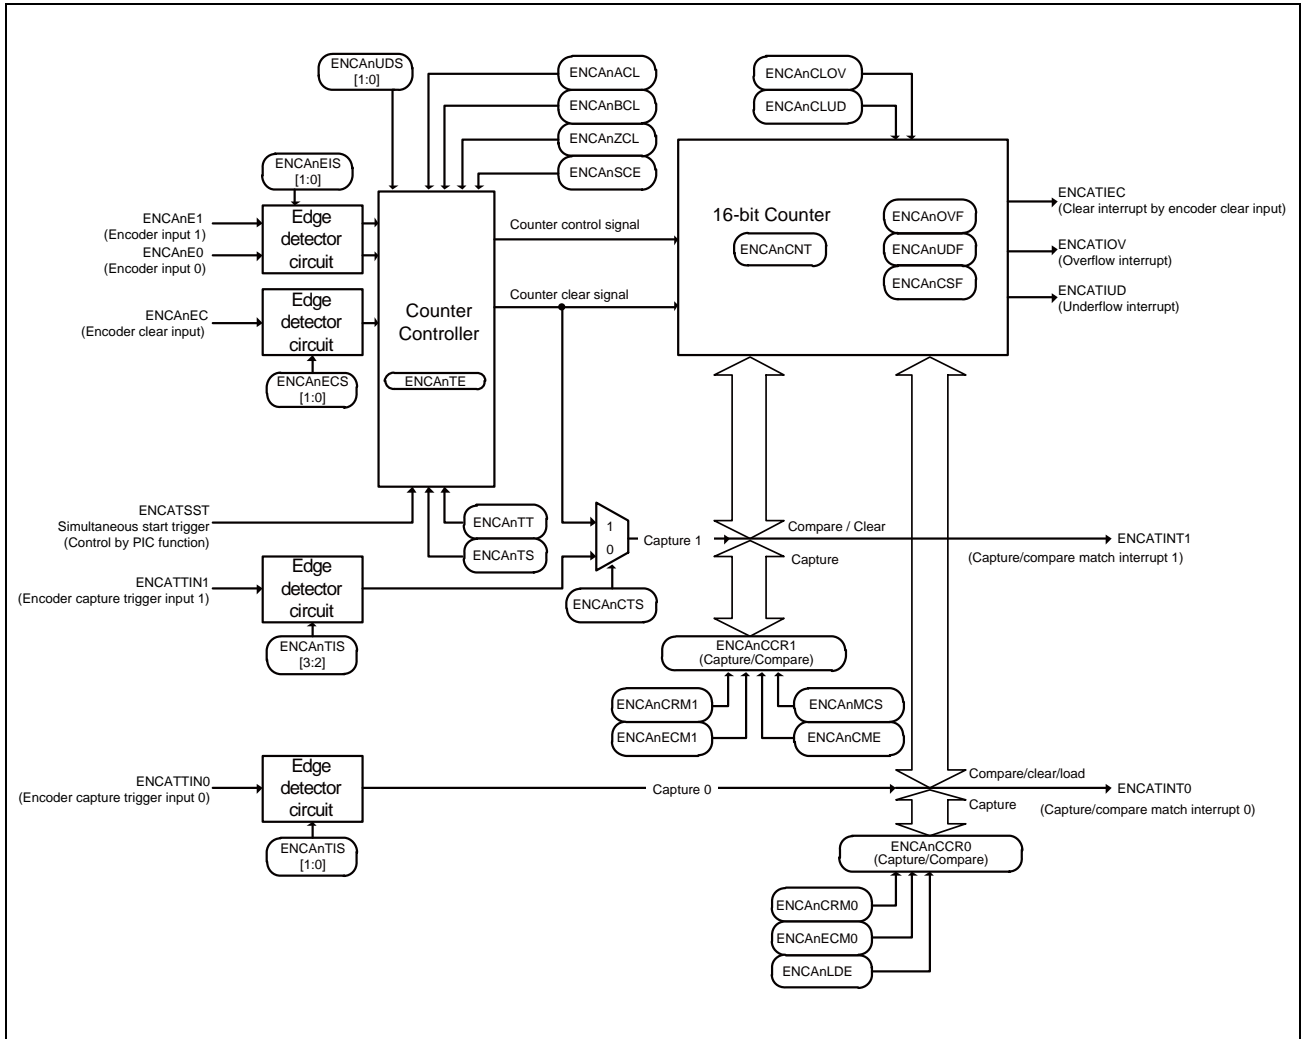 ENCAnUDS
[1:0]
ENCAnACL
ENCAnBCL
ENCAnZCL
ENCAnSCE
ENCAnCLOV
ENCAnCLUD
ENCAnEIS
[1:0]
ENCAnE1
(Encoder input 1)
ENCAnE0
(Encoder input 0)
Edge
detector
circuit
ENCAnEC
(Encoder clear input)
Edge
detector
circuit
ENCAnECS
[1:0]
Counter
Controller
ENCAnTE
Counter control signal
Counter clear signal
16-bit Counter
ENCAnCNT
ENCAnOVF
ENCAnUDF
ENCAnCSF
ENCATIEC
(Clear interrupt by encoder clear input)
ENCATIOV
(Overflow interrupt)
ENCATIUD
(Underflow interrupt)
ENCATSST
Simultaneous start trigger
(Control by PIC function)
ENCAnTT
ENCAnTS
1
0
ENCAnCTS
Capture 1
Compare / Clear
Capture
ENCATINT1
(Capture/compare match interrupt 1)
ENCATTIN1
(Encoder capture trigger input 1)
Edge
detector
circuit
ENCAnTIS
[3:2]
ENCAnCCR1
(Capture/Compare)
ENCAnCRM1
ENCAnECM1
ENCAnMCS
ENCAnCME
ENCATTIN0
(Encoder capture trigger input 0)
Edge
detector
circuit
ENCAnTIS
[1:0]
Capture 0
Compare/clear/load
Capture
ENCATINT0
(Capture/compare match interrupt 0)
ENCAnCCR0
(Capture/Compare)
ENCAnCRM0
ENCAnECM0
ENCAnLDE